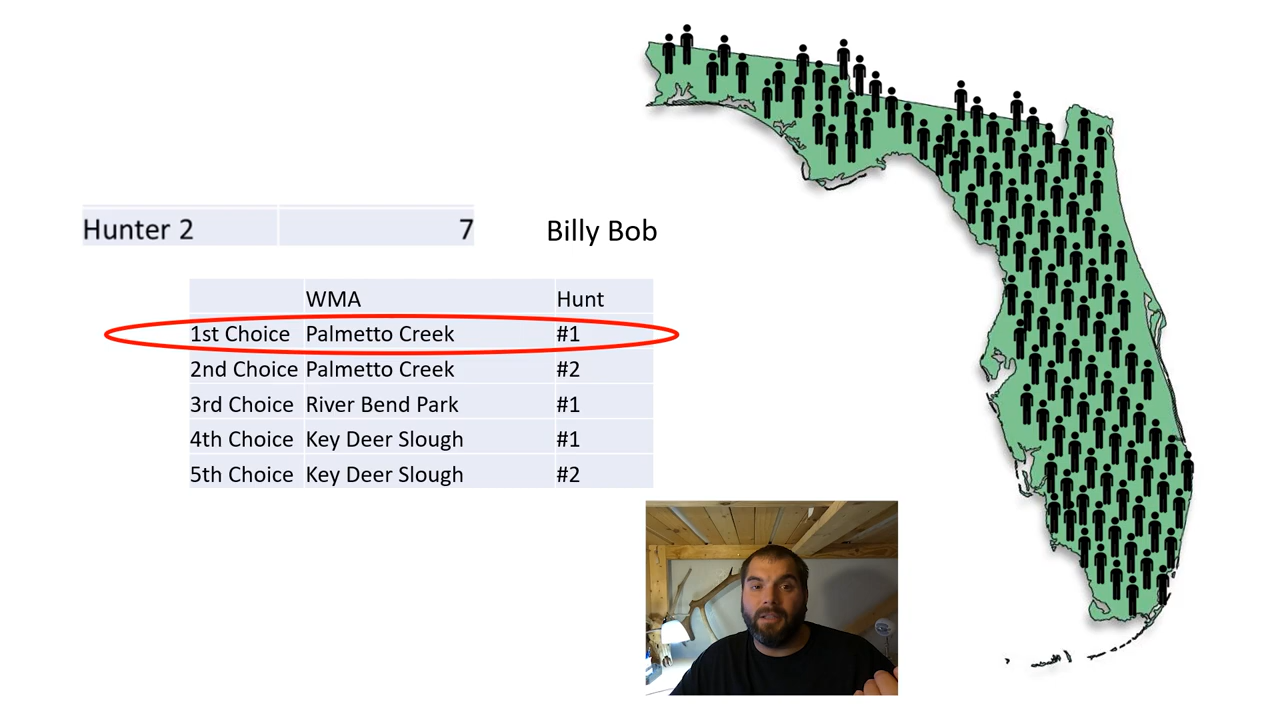 Hunter 2 7 Billy Bob
WMA Hunt
1st Choice Palmetto Creek #1
2nd Choice Palmetto Creek #2
3rd Choice River Bend Park #1
4th Choice Key Deer Slough #1
5th Choice Key Deer Slough #2